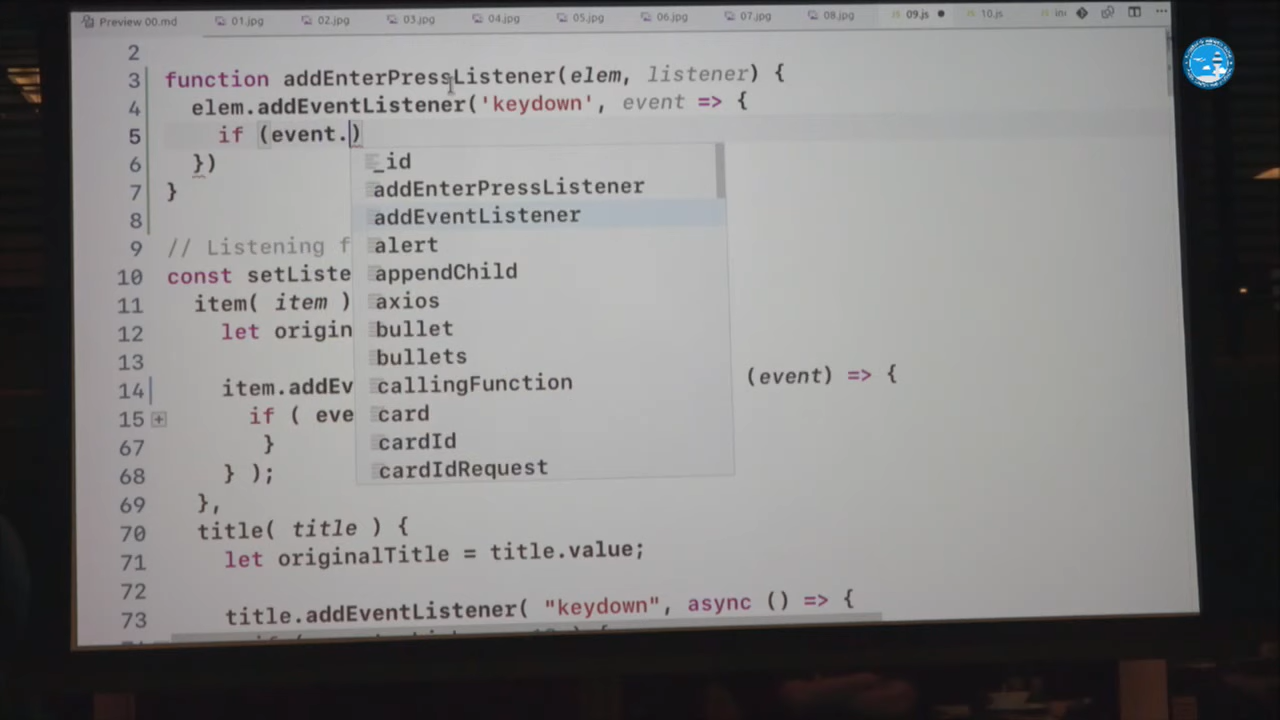 Preview 00.md 01.jpg 02.jpg 03.jpg 04.jpg 05.jpg 06.jpg 07.jpg 08.jpg 09.js 10.js
2
3 function addEnterPressListener(elem, listener) {
4 elem.addEventListener('keydown', event => {
5 if (event.)
6 })
7 }
8
9 // Listening f
10 const setListe
11 item( item )
12 let origin
13
14 item.addEv (event) => {
15 if ( eve
67 }
68 } );
69 },
70 title( title ) {
71 let originalTitle = title.value;
72
73 title.addEventListener( "keydown", async () => {
_id
addEnterPressListener
addEventListener
alert
appendChild
axios
bullet
bullets
callingFunction
card
cardId
cardIdRequest